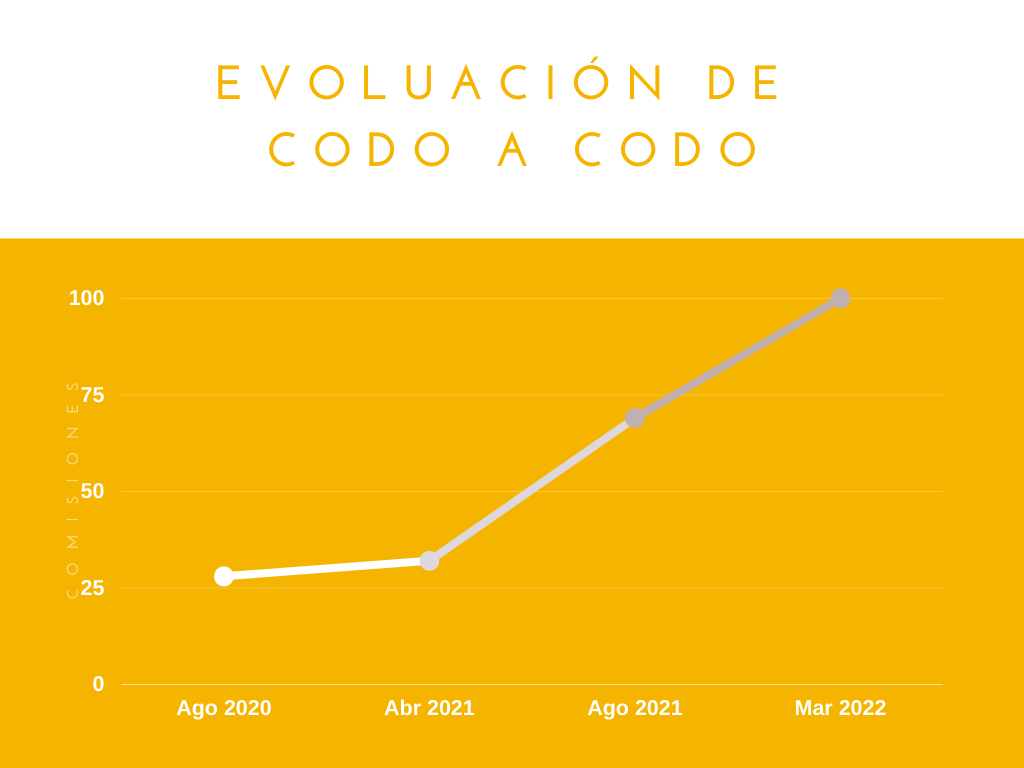 EVOLUACIÓN DE
CODO A CODO
COMISIONES
100
75
50
25
0
Ago 2020
Abr 2021
Ago 2021
Mar 2022